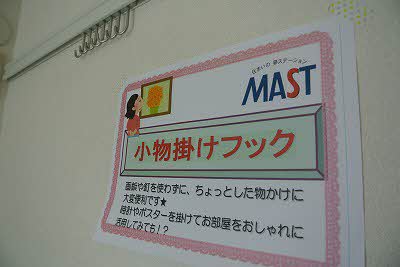 住まいの 夢ステーション
MAST
小物掛けフック
画鋲や釘を使わずに、ちょっとした物かけに
大変便利です★
時計やポスターを掛けてお部屋をおしゃれに
活用してみても！？